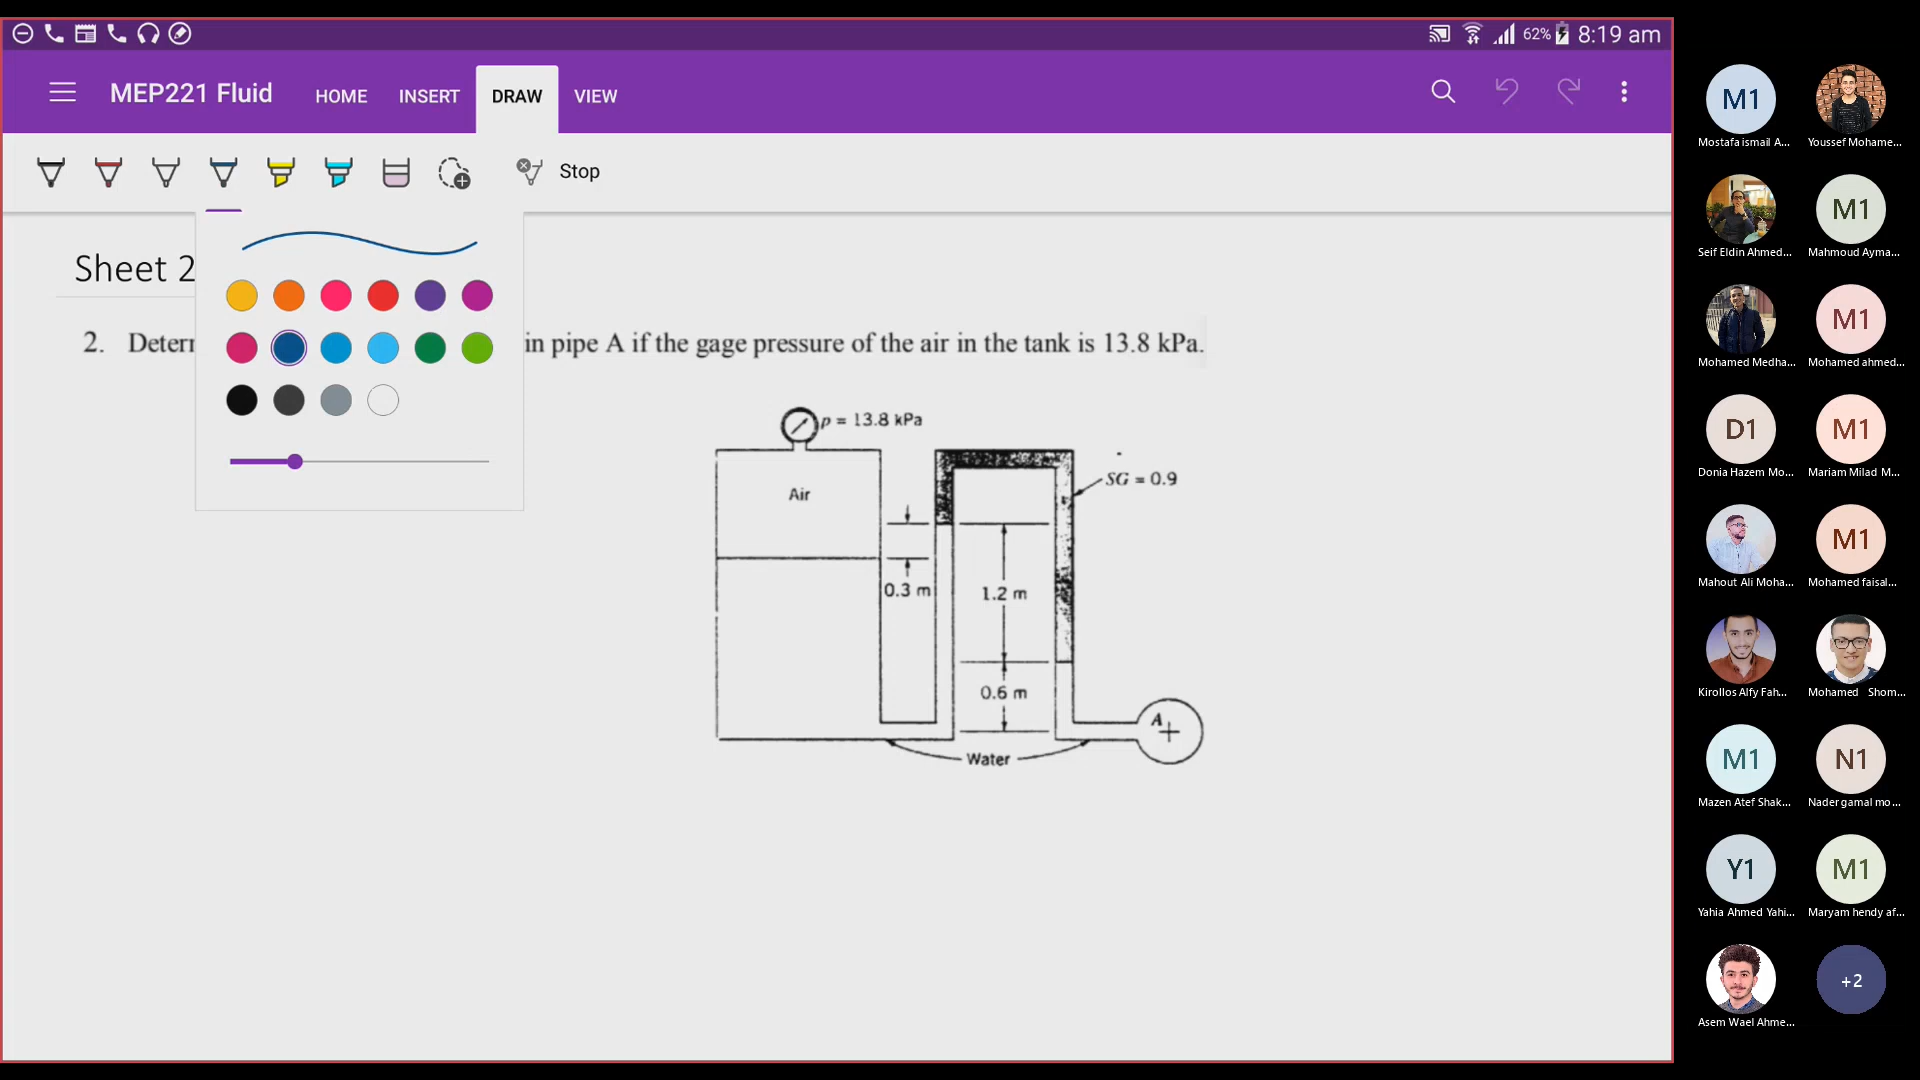 62% 8:19 am
MEP221 Fluid HOME INSERT DRAW VIEW
Stop
Sheet 2
2. Deterr in pipe A if the gage pressure of the air in the tank is 13.8 kPa.
p = 13.8 kPa
SG = 0.9
Air
0.3 m
1.2 m
0.6 m
A
Water
M1
Mostafa ismail A...
Youssef Mohame...
M1
Seif Eldin Ahmed...
Mahmoud Ayma...
M1
Mohamed Medha...
Mohamed ahmed...
D1
M1
Donia Hazem Mo...
Mariam Milad M...
M1
Mahout Ali Moha...
Mohamed faisal...
Kirollos Alfy Fah...
Mohamed Shom...
M1
N1
Mazen Atef Shak...
Nader gamal mo...
Y1
M1
Yahia Ahmed Yahi...
Maryam hendy af...
+2
Asem Wael Ahme...